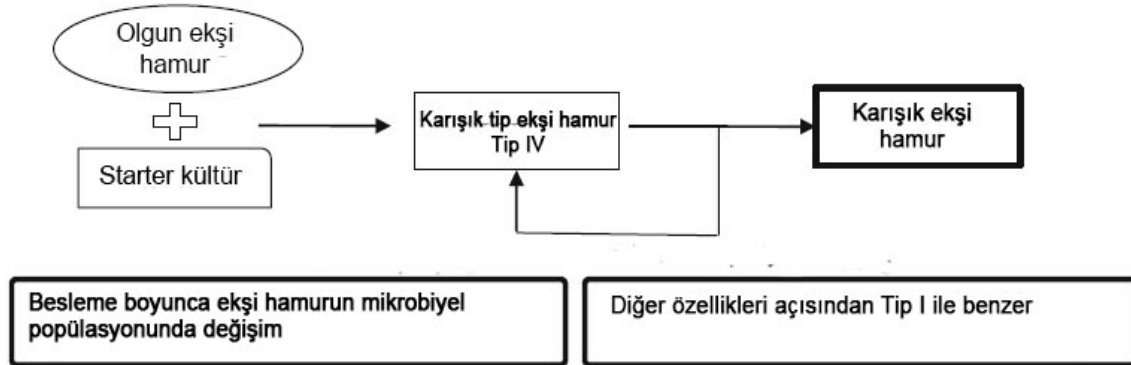 Olgun ekşi
hamur
Starter kültür
Karışık tip ekşi hamur
Tip IV
Karışık ekşi
hamur
Besleme boyunca ekşi hamurun mikrobiyel
popülasyonunda değişim
Diğer özellikleri açısından Tip I ile benzer